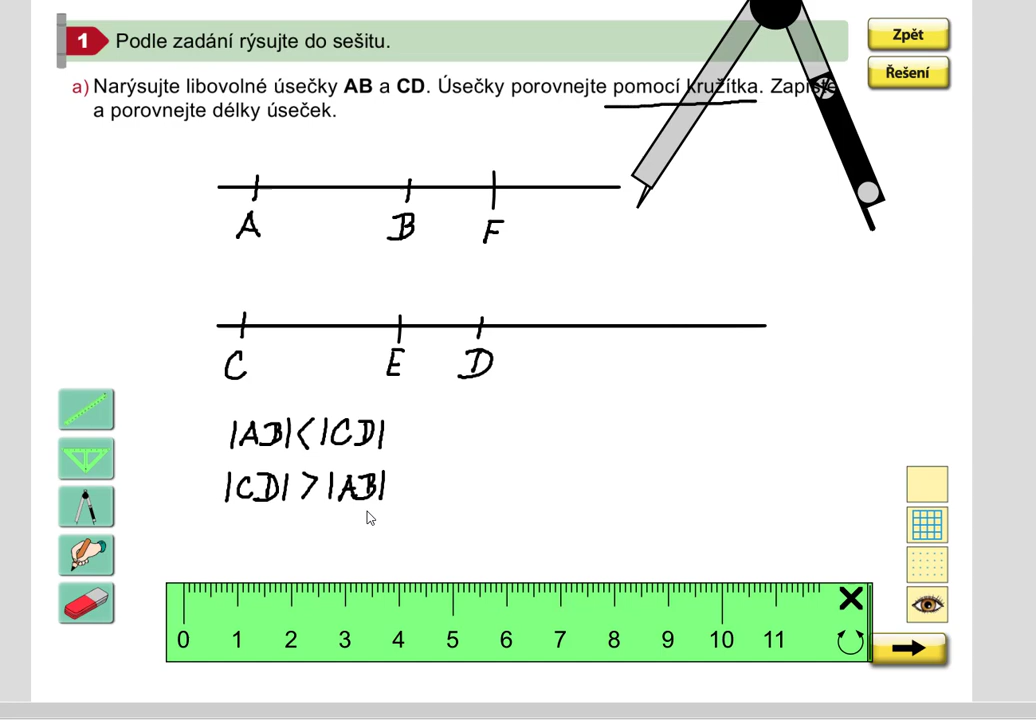 1 Podle zadání rýsujte do sešitu.
Zpět
Řešení
a) Narýsujte libovolné úsečky AB a CD. Úsečky porovnejte pomocí kružítka.
a porovnejte délky úseček.
A B F
C E D
|AB| < |CD|
|CD| > |AB|
0 1 2 3 4 5 6 7 8 9 10 11